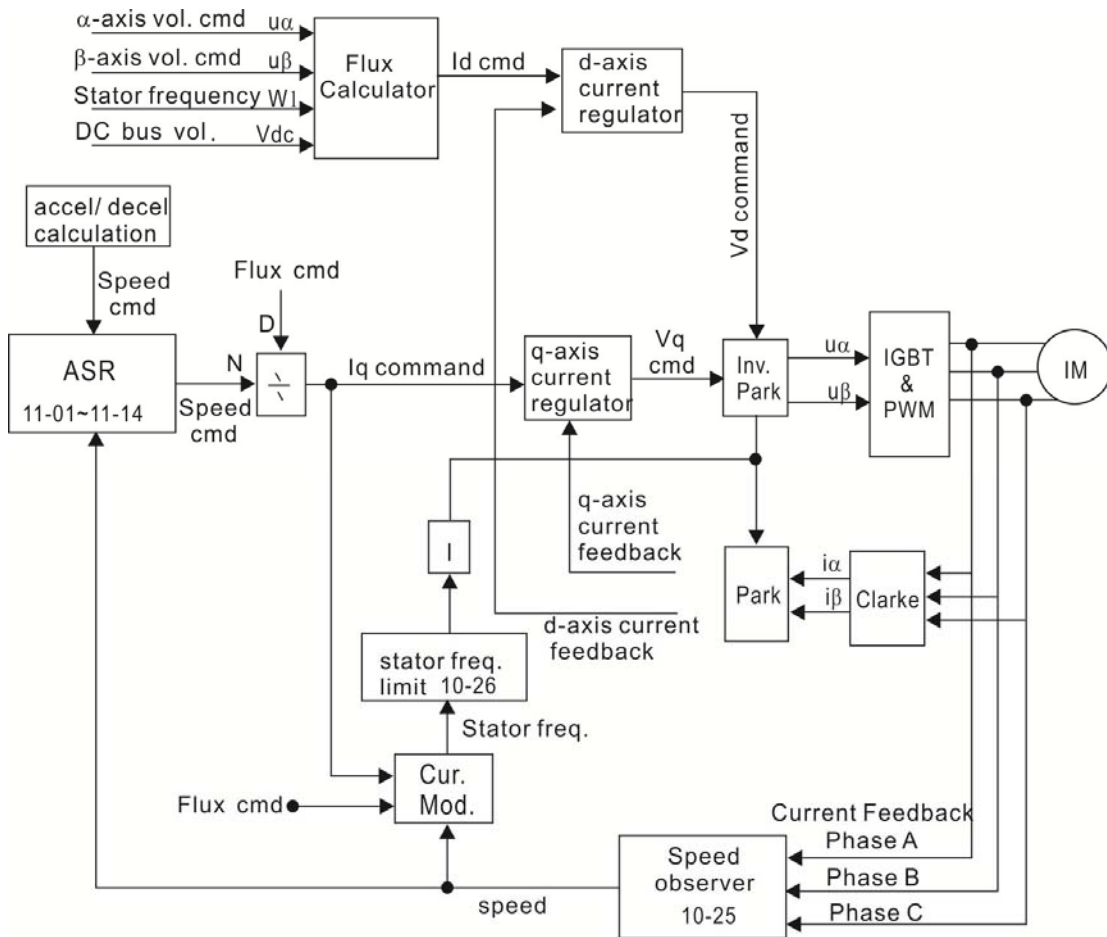 α-axis vol. cmd uα
β-axis vol. cmd uβ
Stator frequency W1
DC bus vol. Vdc
Flux
Calculator
Id cmd
d-axis
current
regulator
Vd command
accel/ decel
calculation
Speed
cmd
Flux cmd
D
ASR
11-01~11-14
N
Speed
cmd
Iq command
q-axis
current
regulator
Vq
cmd
Inv.
Park
uα
uβ
IGBT
&
PWM
IM
q-axis
current
feedback
I
Park
iα
iβ
Clarke
d-axis current
feedback
stator freq.
limit 10-26
Stator freq.
Cur.
Mod.
Flux cmd
Current Feedback
Phase A
Phase B
Phase C
Speed
observer
10-25
speed